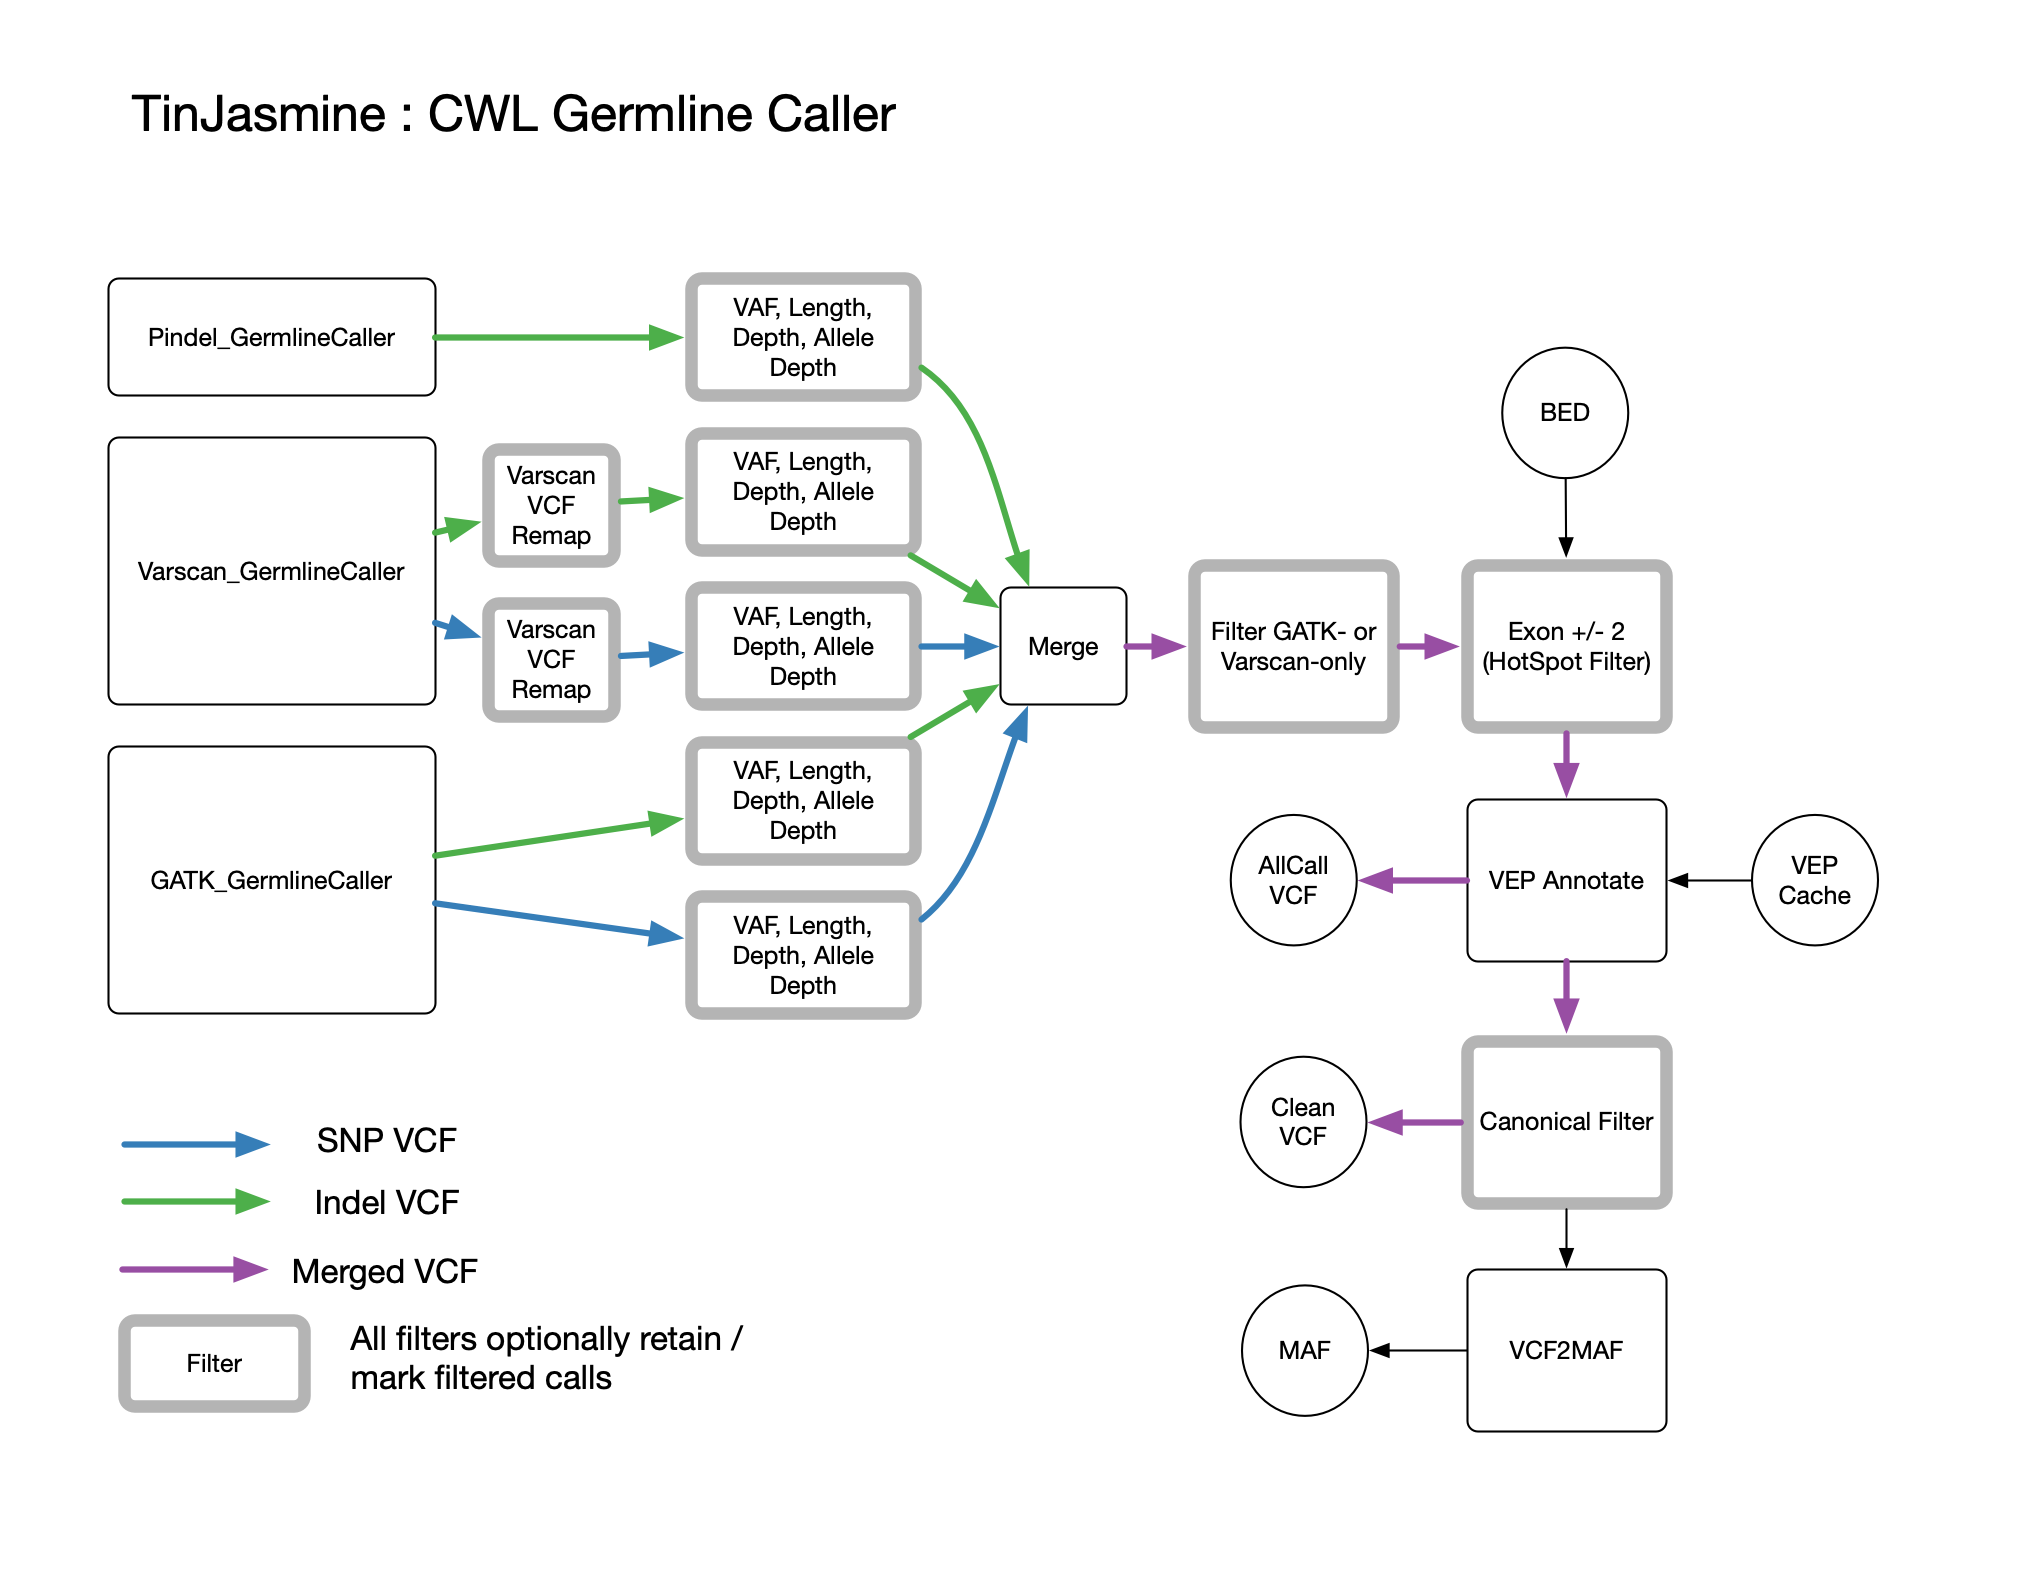 TinJasmine : CWL Germline Caller
Pindel_GermlineCaller
VAF, Length,
Depth, Allele
Depth
Varscan_GermlineCaller
Varscan
VCF
Remap
VAF, Length,
Depth, Allele
Depth
Varscan
VCF
Remap
VAF, Length,
Depth, Allele
Depth
GATK_GermlineCaller
VAF, Length,
Depth, Allele
Depth
VAF, Length,
Depth, Allele
Depth
Merge
Filter GATK- or
Varscan-only
BED
Exon +/- 2
(HotSpot Filter)
AllCall
VCF
VEP Annotate
VEP
Cache
Clean
VCF
Canonical Filter
MAF
VCF2MAF
SNP VCF
Indel VCF
Merged VCF
Filter
All filters optionally retain /
mark filtered calls